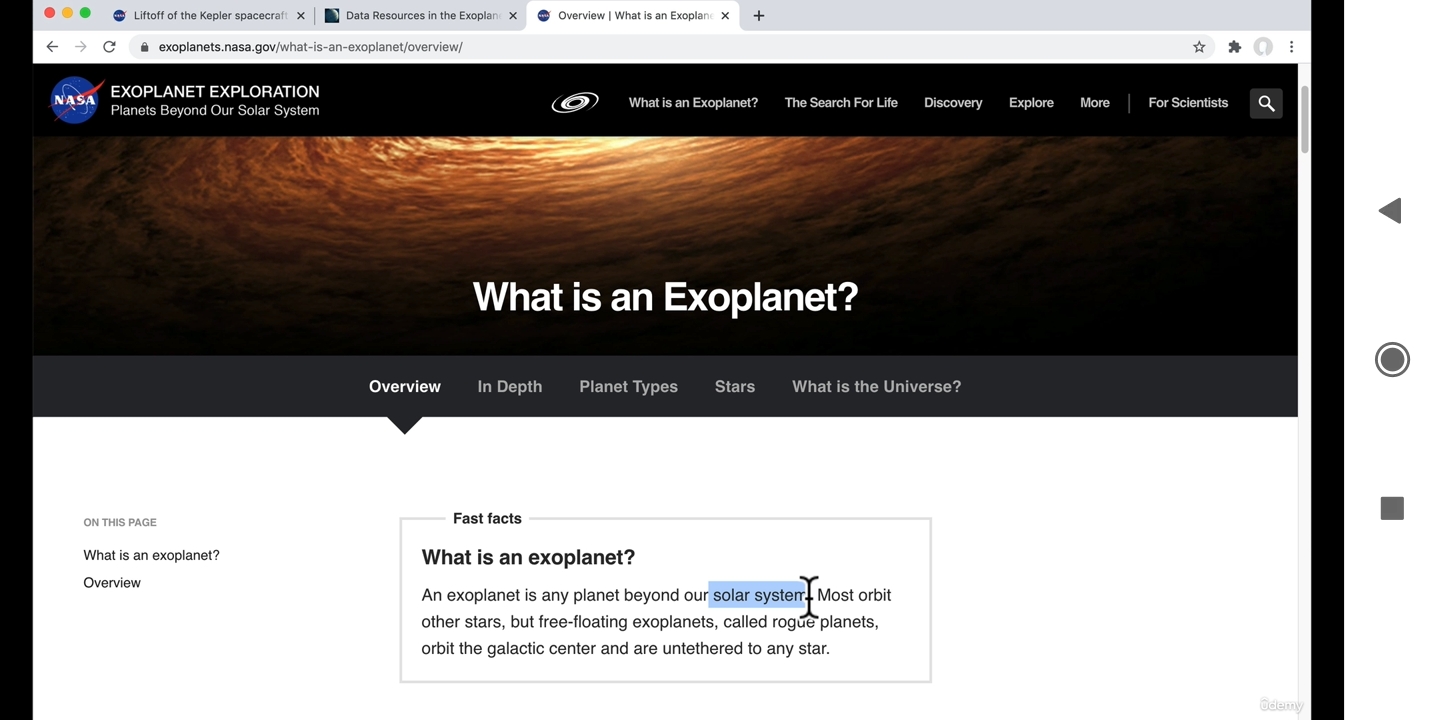 Liftoff of the Kepler spacecraft
Data Resources in the Exoplan
Overview | What is an Exoplan
exoplanets.nasa.gov/what-is-an-exoplanet/overview/
NASA
EXOPLANET EXPLORATION
Planets Beyond Our Solar System
What is an Exoplanet? The Search For Life Discovery Explore More | For Scientists
What is an Exoplanet?
Overview In Depth Planet Types Stars What is the Universe?
ON THIS PAGE
What is an exoplanet?
Overview
Fast facts
What is an exoplanet?
An exoplanet is any planet beyond our solar system. Most orbit
other stars, but free-floating exoplanets, called rogue planets,
orbit the galactic center and are untethered to any star.
ûdemy